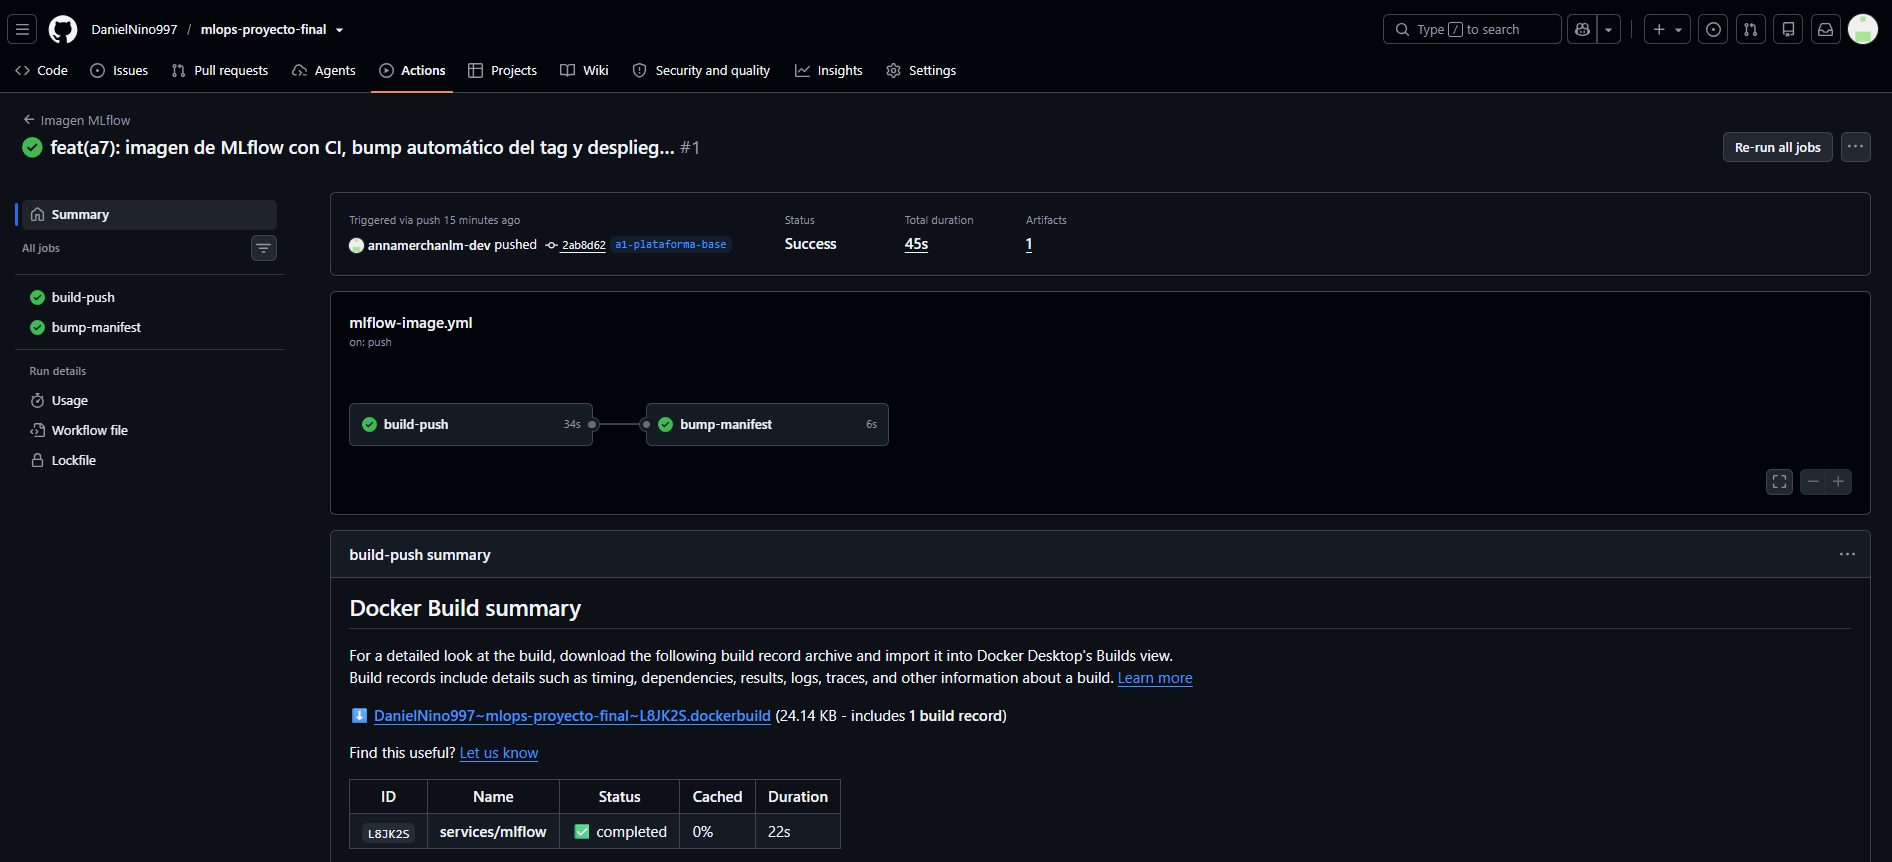 DanielNino997 / mlops-proyecto-final
Type / to search
Code Issues Pull requests Agents Actions Projects Wiki Security and quality Insights Settings
Imagen MLflow
feat(a7): imagen de MLflow con CI, bump automático del tag y desplieg... #1
Re-run all jobs
Summary
All jobs
build-push
bump-manifest
Run details
Usage
Workflow file
Lockfile
Triggered via push 15 minutes ago
annamerchanlm-dev pushed 2ab8d62 a1-plataforma-base
Status
Success
Total duration
45s
Artifacts
1
mlflow-image.yml
on: push
build-push 34s
bump-manifest 6s
build-push summary
Docker Build summary
For a detailed look at the build, download the following build record archive and import it into Docker Desktop's Builds view.
Build records include details such as timing, dependencies, results, logs, traces, and other information about a build. Learn more
DanielNino997~mlops-proyecto-final~L8JK2S.dockerbuild (24.14 KB - includes 1 build record)
Find this useful? Let us know
ID Name Status Cached Duration
L8JK2S services/mlflow completed 0% 22s